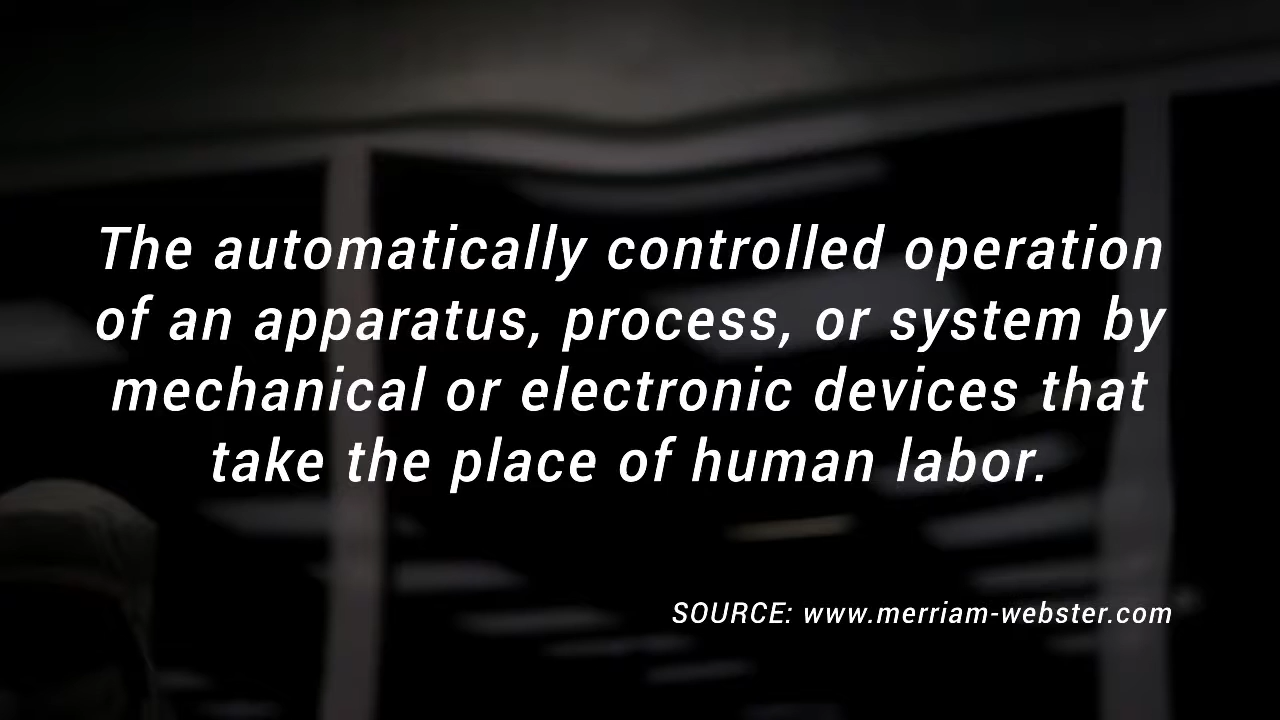 The automatically controlled operation
of an apparatus, process, or system by
mechanical or electronic devices that
take the place of human labor.
SOURCE: www.merriam-webster.com